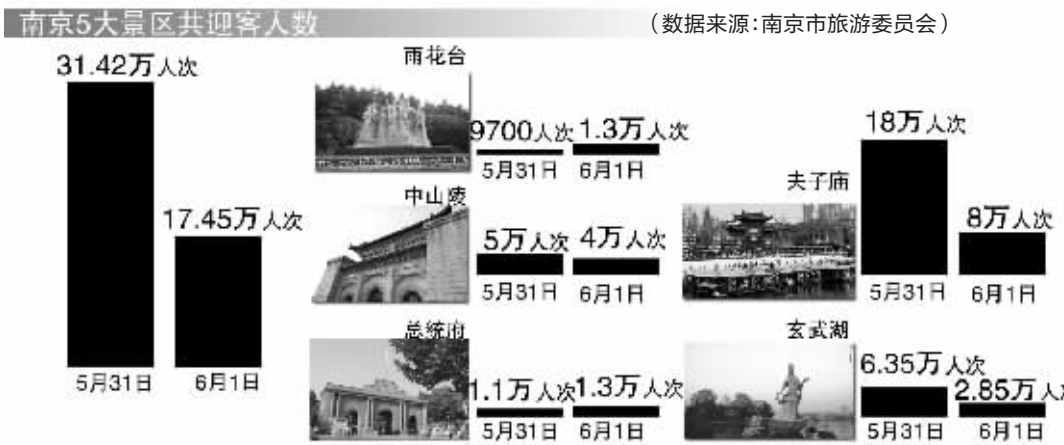 南京5大景区共迎客人数
（数据来源:南京市旅游委员会）
31.42万人次
17.45万人次
5月31日
6月1日
雨花台
9700人次
1.3万人次
5月31日
6月1日
中山陵
5万人次
4万人次
5月31日
6月1日
总统府
1.1万人次
1.3万人次
5月31日
6月1日
夫子庙
18万人次
8万人次
5月31日
6月1日
玄武湖
6.35万人次
2.85万人次
5月31日
6月1日